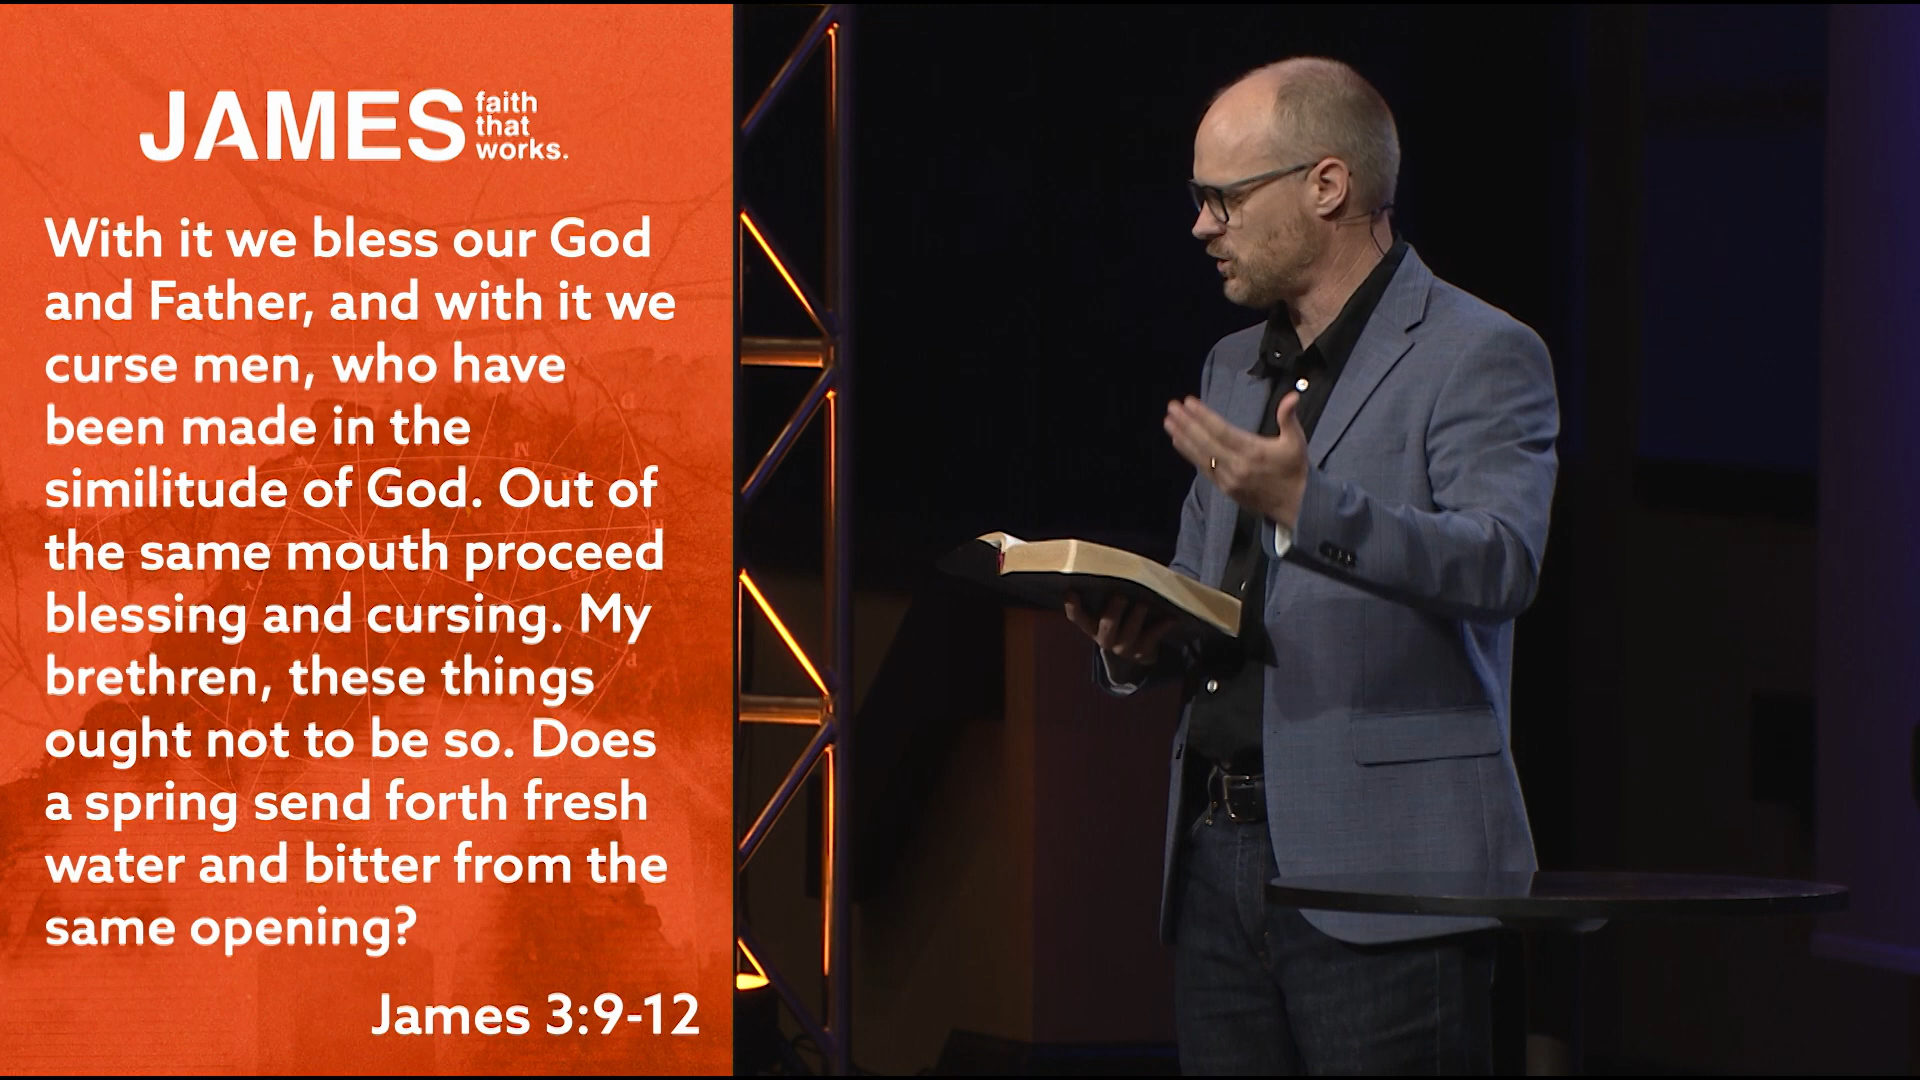 JAMES faith
that
works.
With it we bless our God
and Father, and with it we
curse men, who have
been made in the
similitude of God. Out of
the same mouth proceed
blessing and cursing. My
brethren, these things
ought not to be so. Does
a spring send forth fresh
water and bitter from the
same opening?
James 3:9-12